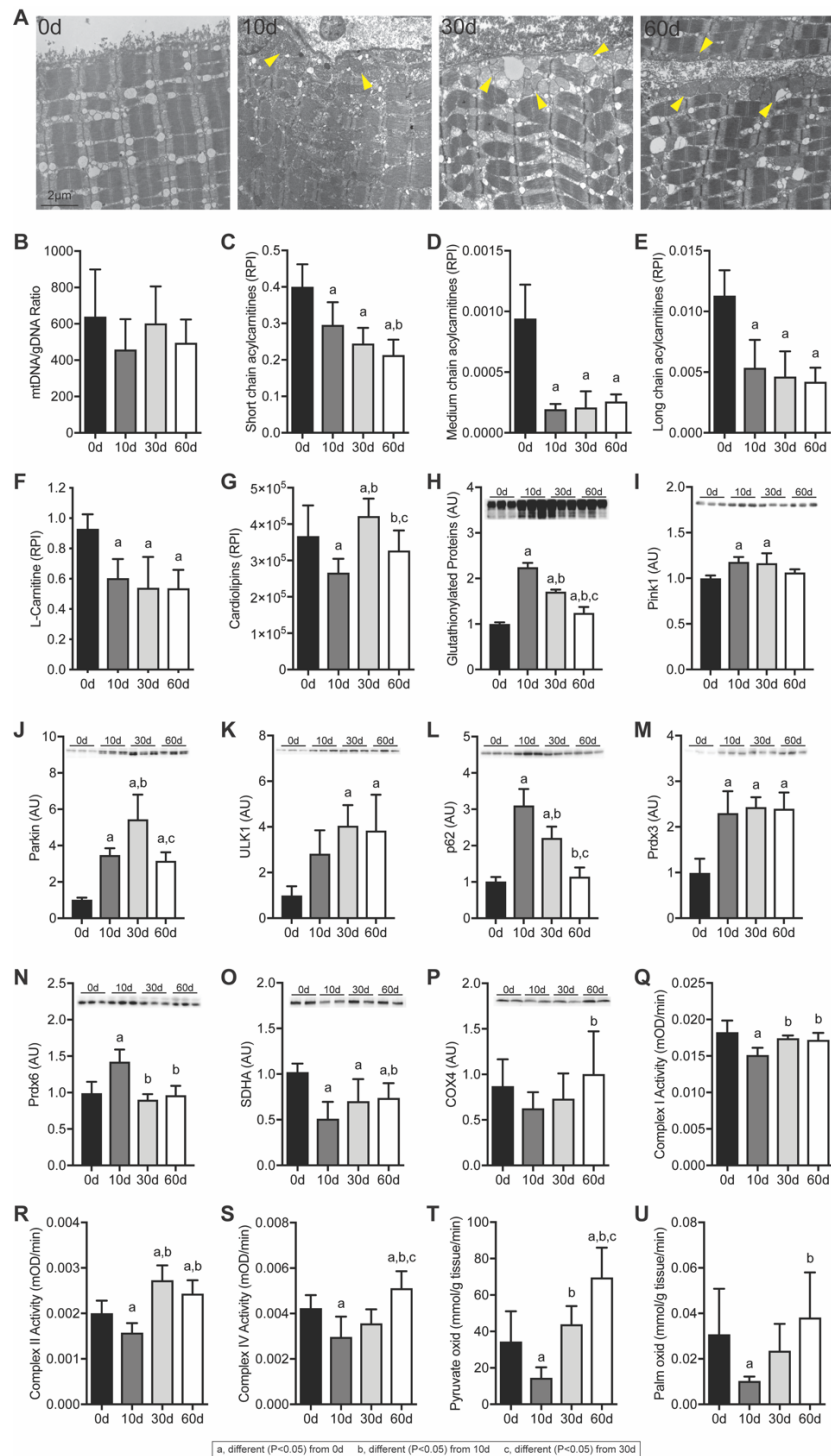 A
0d
10d
30d
60d
2µm
B
C
D
E
mtDNA/gDNA Ratio
1000
800
600
400
200
0
0d 10d 30d 60d
Short chain acylcarnitines (RPI)
0.5
0.4
0.3
0.2
0.1
0.0
a
a
a,b
0d 10d 30d 60d
Medium chain acylcarnitines (RPI)
0.0015
0.0010
0.0005
0.0000
a
a
a
0d 10d 30d 60d
Long chain acylcarnitines (RPI)
0.015
0.010
0.005
0.000
a
a
a
0d 10d 30d 60d
F
G
H
I
L-Carnitine (RPI)
1.2
1.0
0.8
0.6
0.4
0.2
0.0
a
a
a
0d 10d 30d 60d
Cardiolipins (RPI)
5×10⁵
4×10⁵
3×10⁵
2×10⁵
1×10⁵
0
a
a,b
b,c
0d 10d 30d 60d
Glutathionylated Proteins (AU)
4
3
2
1
0
0d 10d 30d 60d
a
a,b
a,b,c
0d 10d 30d 60d
Pink1 (AU)
2.0
1.5
1.0
0.5
0.0
0d 10d 30d 60d
a
a
0d 10d 30d 60d
J
K
L
M
Parkin (AU)
10
8
6
4
2
0
0d 10d 30d 60d
a
a,b
a,c
0d 10d 30d 60d
ULK1 (AU)
8
6
4
2
0
0d 10d 30d 60d
a
a
0d 10d 30d 60d
p62 (AU)
5
4
3
2
1
0
0d 10d 30d 60d
a
a,b
b,c
0d 10d 30d 60d
Prdx3 (AU)
4
3
2
1
0
0d 10d 30d 60d
a
a
a
0d 10d 30d 60d
N
O
P
Q
Prdx6 (AU)
2.5
2.0
1.5
1.0
0.5
0.0
0d 10d 30d 60d
a
b
b
0d 10d 30d 60d
SDHA (AU)
2.0
1.5
1.0
0.5
0.0
0d 10d 30d 60d
a
a
a,b
0d 10d 30d 60d
COX4 (AU)
2.0
1.5
1.0
0.5
0.0
0d 10d 30d 60d
b
0d 10d 30d 60d
Complex I Activity (mOD/min)
0.025
0.020
0.015
0.010
0.005
0.000
a
b
b
0d 10d 30d 60d
R
S
T
U
Complex II Activity (mOD/min)
0.004
0.003
0.002
0.001
0.000
a
a,b
a,b
0d 10d 30d 60d
Complex IV Activity (mOD/min)
0.008
0.006
0.004
0.002
0.000
a
a,b,c
0d 10d 30d 60d
Pyruvate oxid (mmol/g tissue/min)
100
80
60
40
20
0
a
b
a,b,c
0d 10d 30d 60d
Palm oxid (mmol/g tissue/min)
0.08
0.06
0.04
0.02
0.00
a
b
0d 10d 30d 60d
a, different (P<0.05) from 0d b, different (P<0.05) from 10d c, different (P<0.05) from 30d